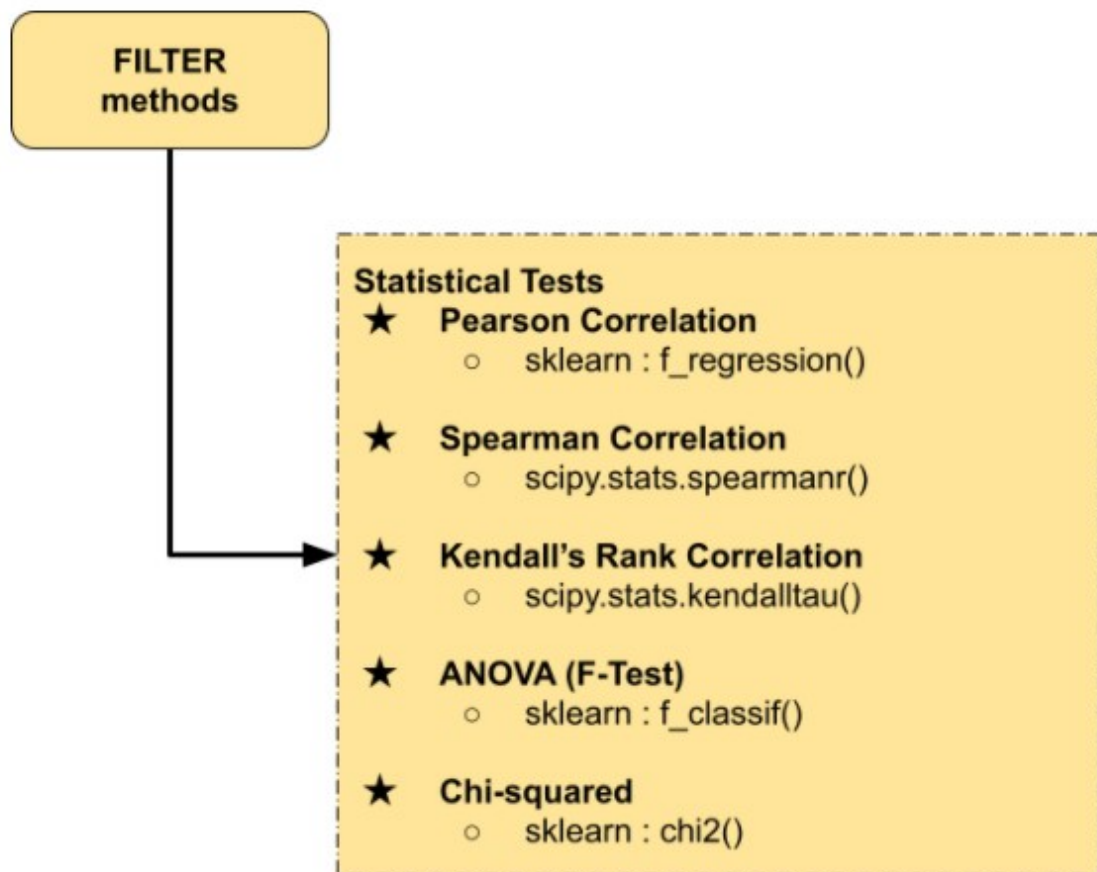 FILTER
methods
Statistical Tests
★ Pearson Correlation
○ sklearn : f_regression()
★ Spearman Correlation
○ scipy.stats.spearmanr()
★ Kendall’s Rank Correlation
○ scipy.stats.kendalltau()
★ ANOVA (F-Test)
○ sklearn : f_classif()
★ Chi-squared
○ sklearn : chi2()